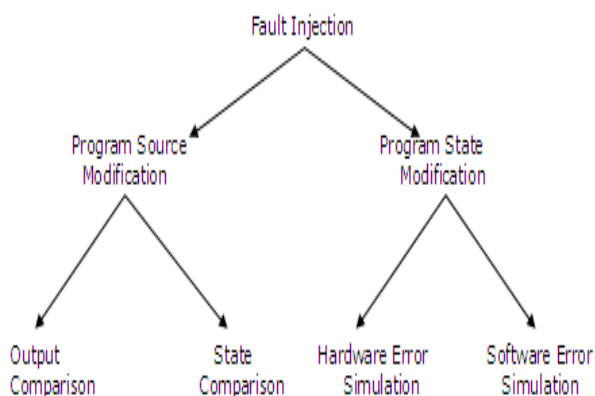 Fault Injection
Program Source
Modification
Program State
Modification
Output
Comparison
State
Comparison
Hardware Error
Simulation
Software Error
Simulation